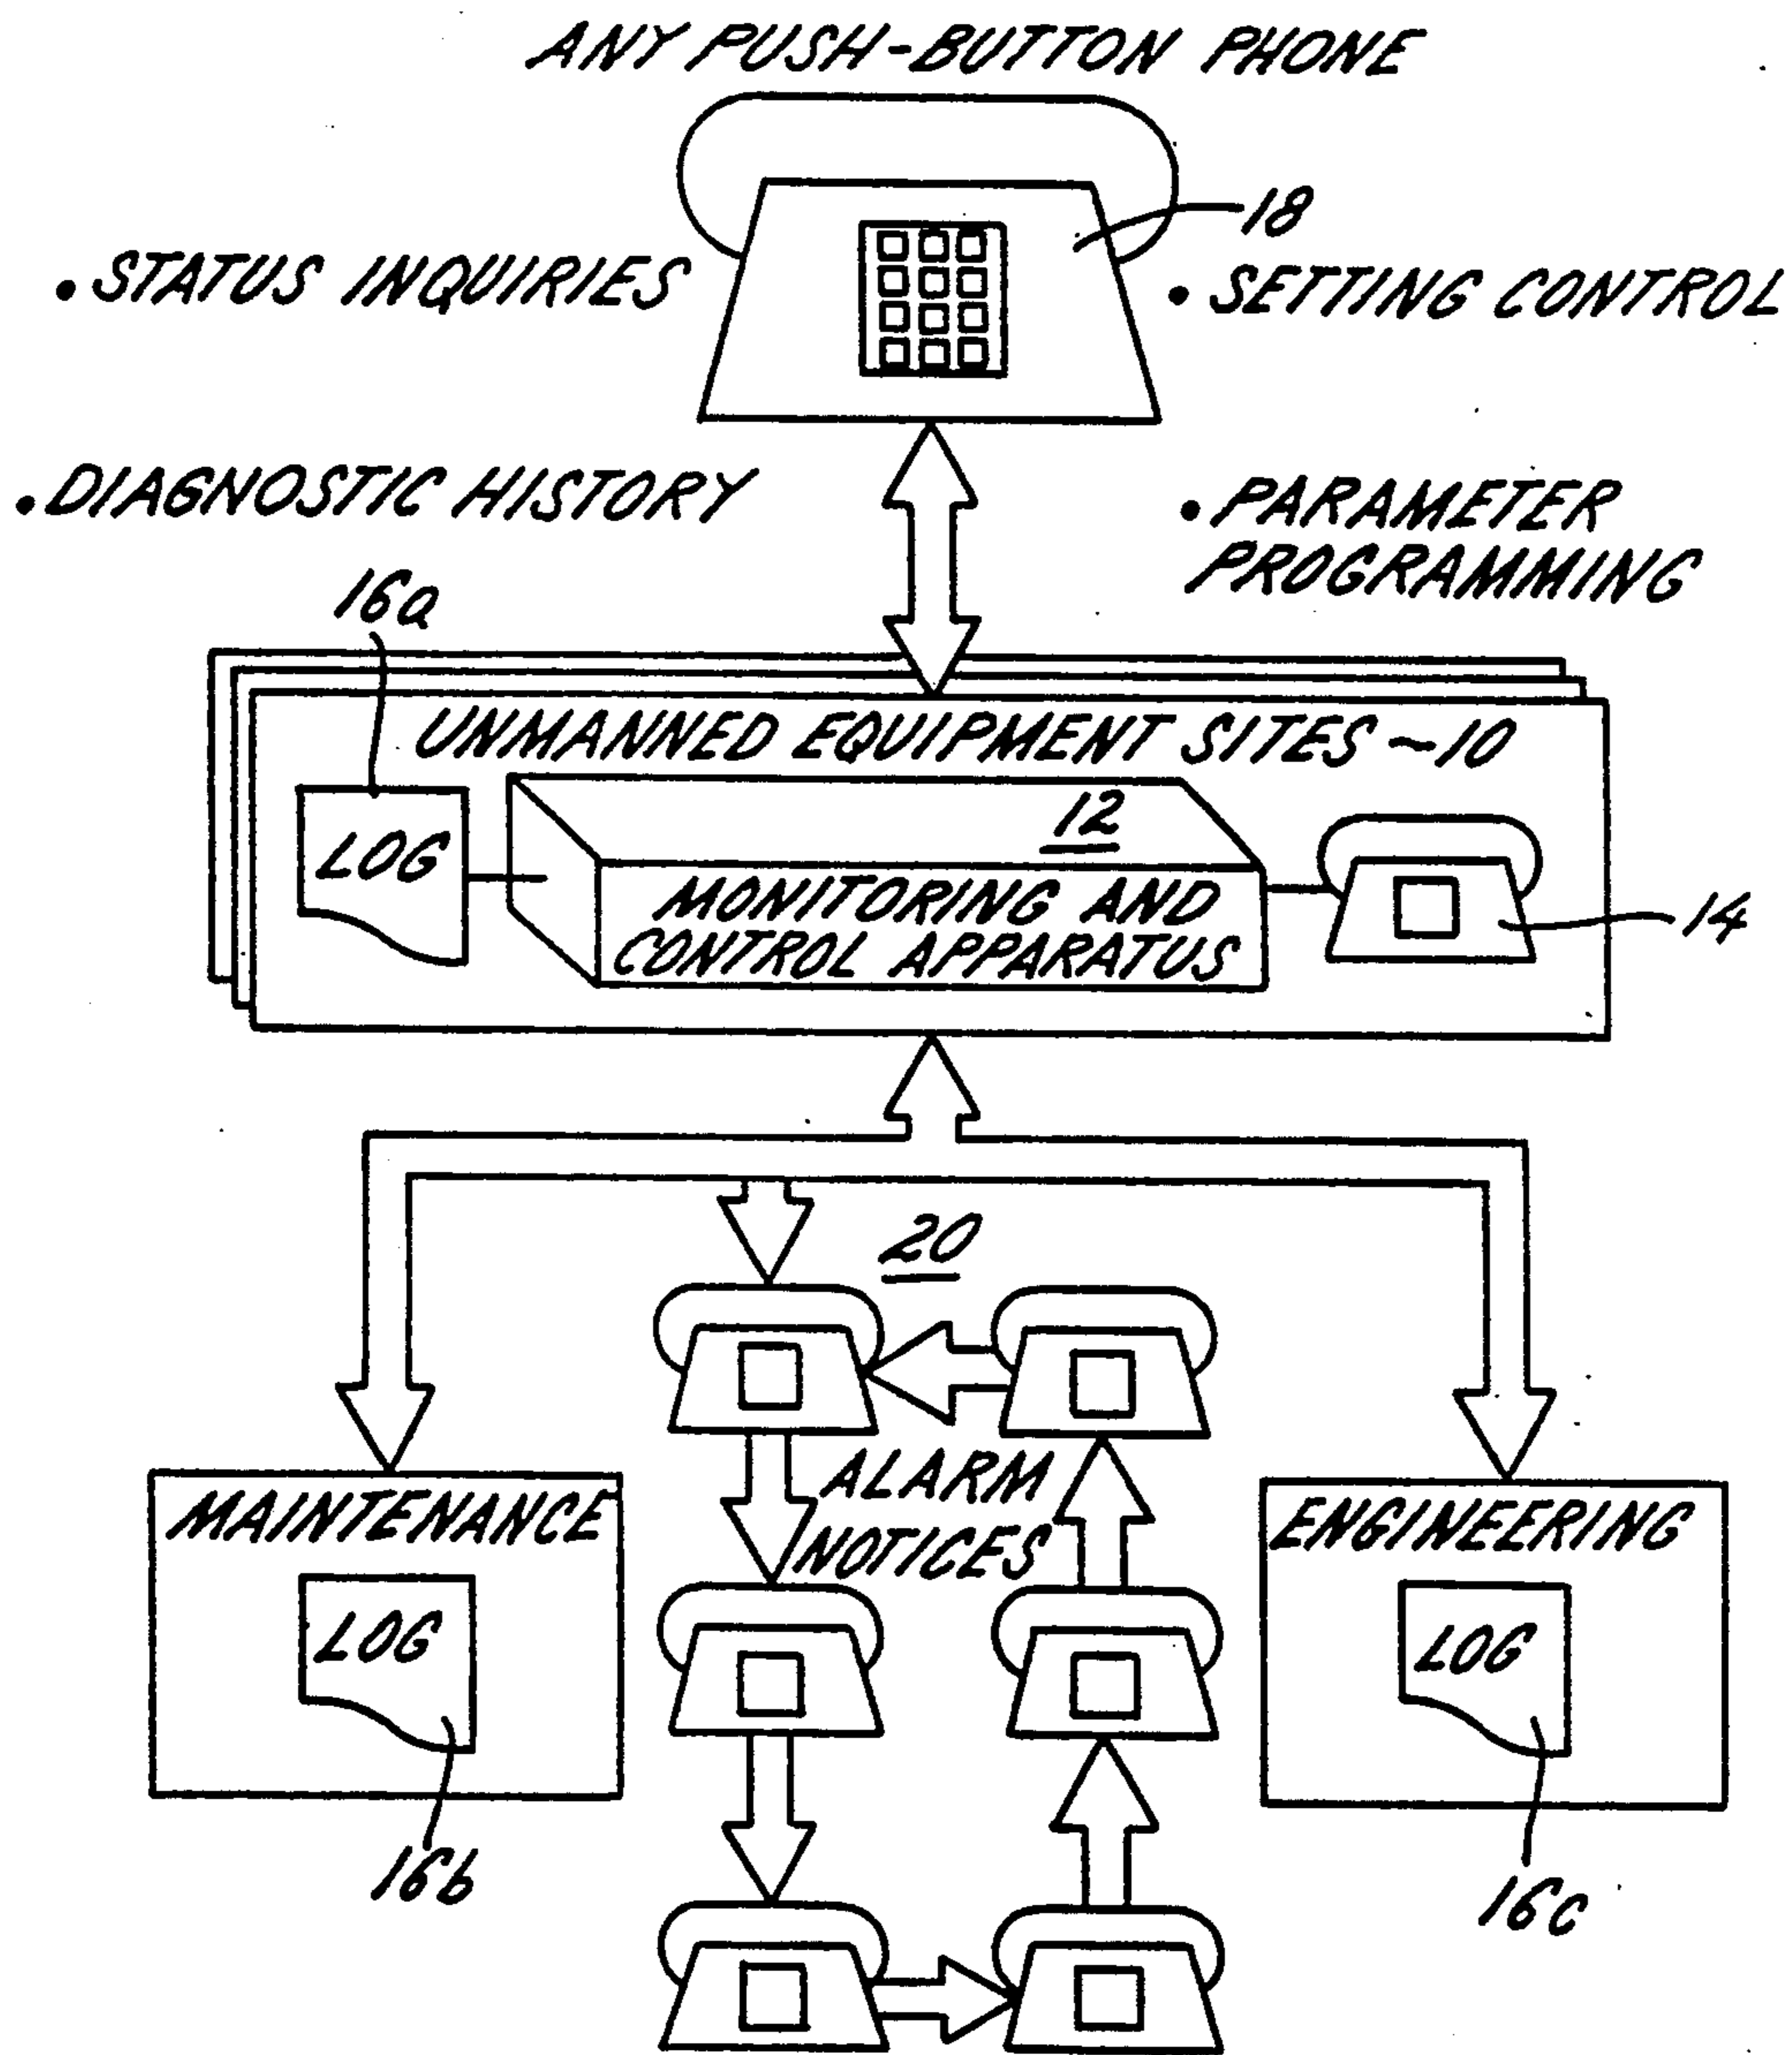 ANY PUSH-BUTTON PHONE
18
• STATUS INQUIRIES
• SETTING CONTROL
• DIAGNOSTIC HISTORY
• PARAMETER
PROGRAMMING
16a
UNMANNED EQUIPMENT SITES ~10
12
LOG
MONITORING AND
CONTROL APPARATUS
14
20
ALARM
NOTICES
MAINTENANCE
ENGINEERING
LOG
LOG
16b
16c